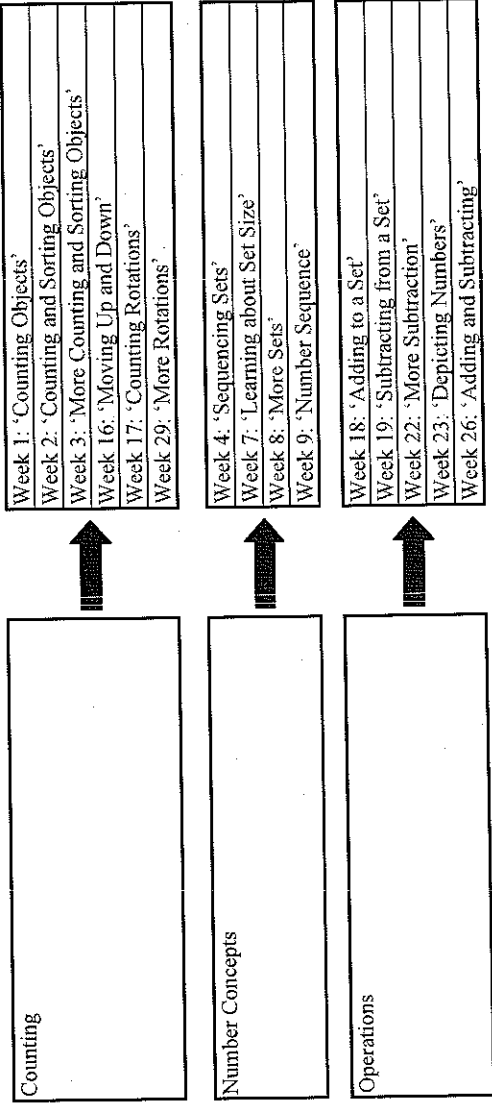 Counting
Week 1: ‘Counting Objects’
Week 2: ‘Counting and Sorting Objects’
Week 3: ‘More Counting and Sorting Objects’
Week 16: ‘Moving Up and Down’
Week 17: ‘Counting Rotations’
Week 29: ‘More Rotations’
Number Concepts
Week 4: ‘Sequencing Sets’
Week 7: ‘Learning about Set Size’
Week 8: ‘More Sets’
Week 9: ‘Number Sequence’
Operations
Week 18: ‘Adding to a Set’
Week 19: ‘Subtracting from a Set’
Week 22: ‘More Subtraction’
Week 23: ‘Depicting Numbers’
Week 26: ‘Adding and Subtracting’